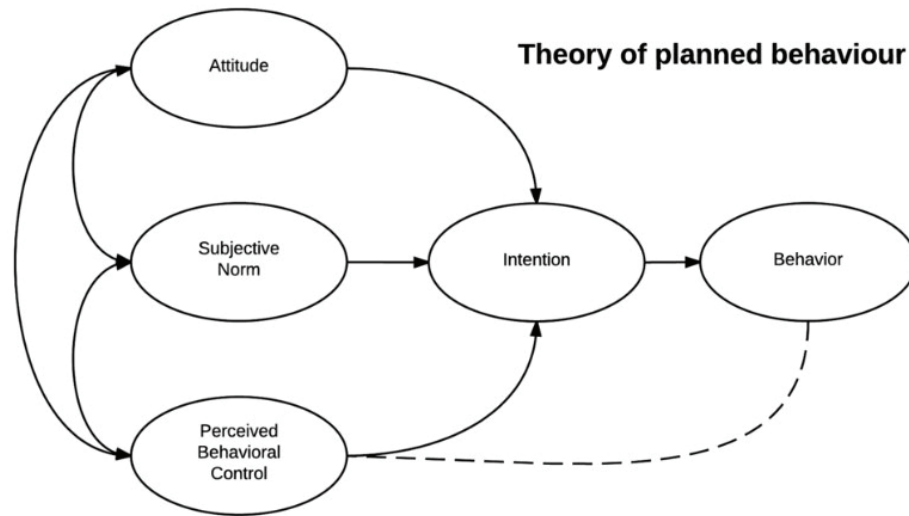 Theory of planned behaviour
Attitude
Subjective
Norm
Intention
Behavior
Perceived
Behavioral
Control